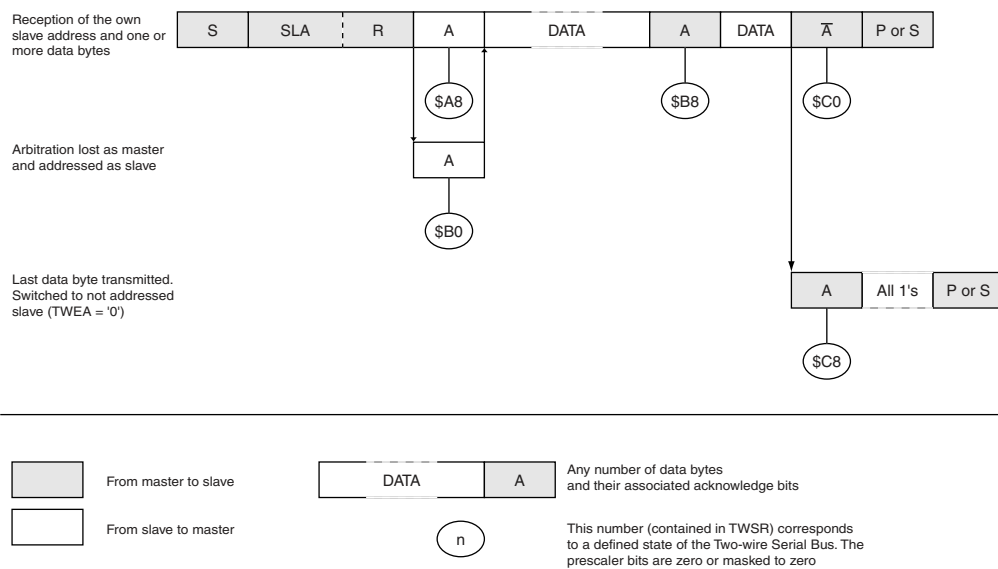 Reception of the own
slave address and one or
more data bytes
S SLA R A DATA A DATA A̅ P or S
$A8 $B8 $C0
Arbitration lost as master
and addressed as slave
A
$B0
Last data byte transmitted.
Switched to not addressed
slave (TWEA = '0')
A All 1's P or S
$C8
From master to slave
DATA A
Any number of data bytes
and their associated acknowledge bits
From slave to master
n
This number (contained in TWSR) corresponds
to a defined state of the Two-wire Serial Bus. The
prescaler bits are zero or masked to zero